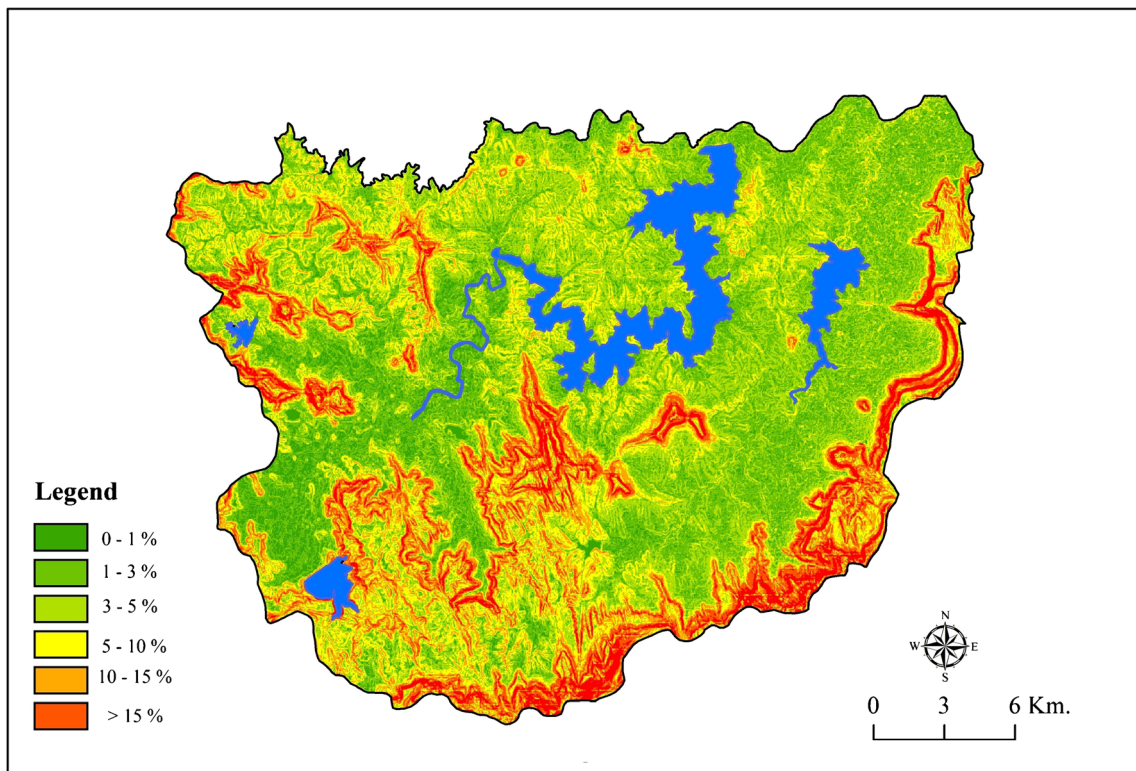 Legend
0 - 1 %
1 - 3 %
3 - 5 %
5 - 10 %
10 - 15 %
> 15 %
N
W E
S
0 3 6 Km.